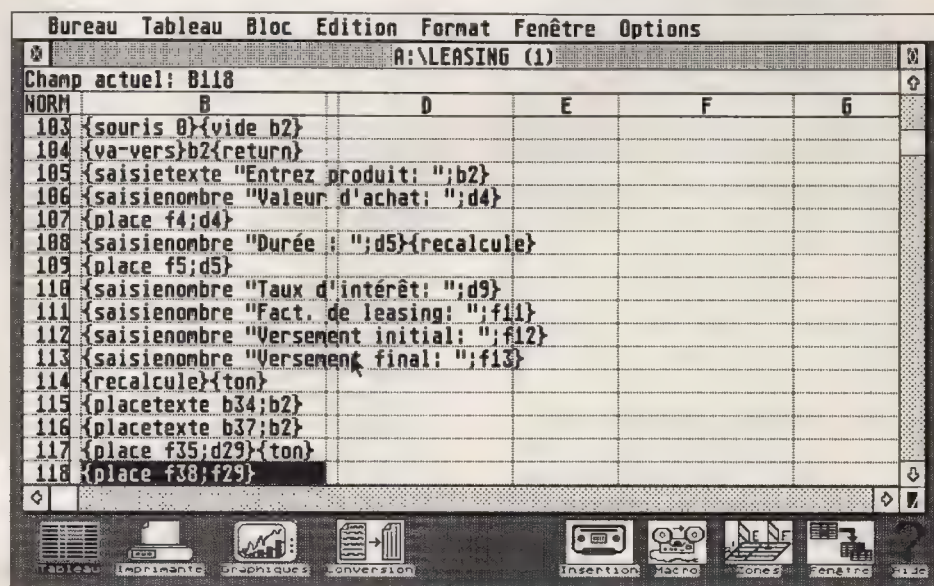 Bureau Tableau Bloc Edition Format Fenêtre Options
A:\LEASING (1)
Champ actuel: B118
NORM B D E F G
103 {souris 0}{vide b2}
104 {va-vers}b2{return}
105 {saisietexte "Entrez produit: ";b2}
106 {saisienombre "Valeur d'achat: ";d4}
107 {place f4;d4}
108 {saisienombre "Durée : ";d5}{recalcule}
109 {place f5;d5}
110 {saisienombre "Taux d'intérêt: ";d9}
111 {saisienombre "Fact. de leasing: ";f11}
112 {saisienombre "Versement initial: ";f12}
113 {saisienombre "Versement final: ";f13}
114 {recalcule}{ton}
115 {placetexte b34;b2}
116 {placetexte b37;b2}
117 {place f35;d29}{ton}
118 {place f38;f29}
Tableau Imprimante Graphiques Conversion Insertion Macro Zones Fenêtre Aide